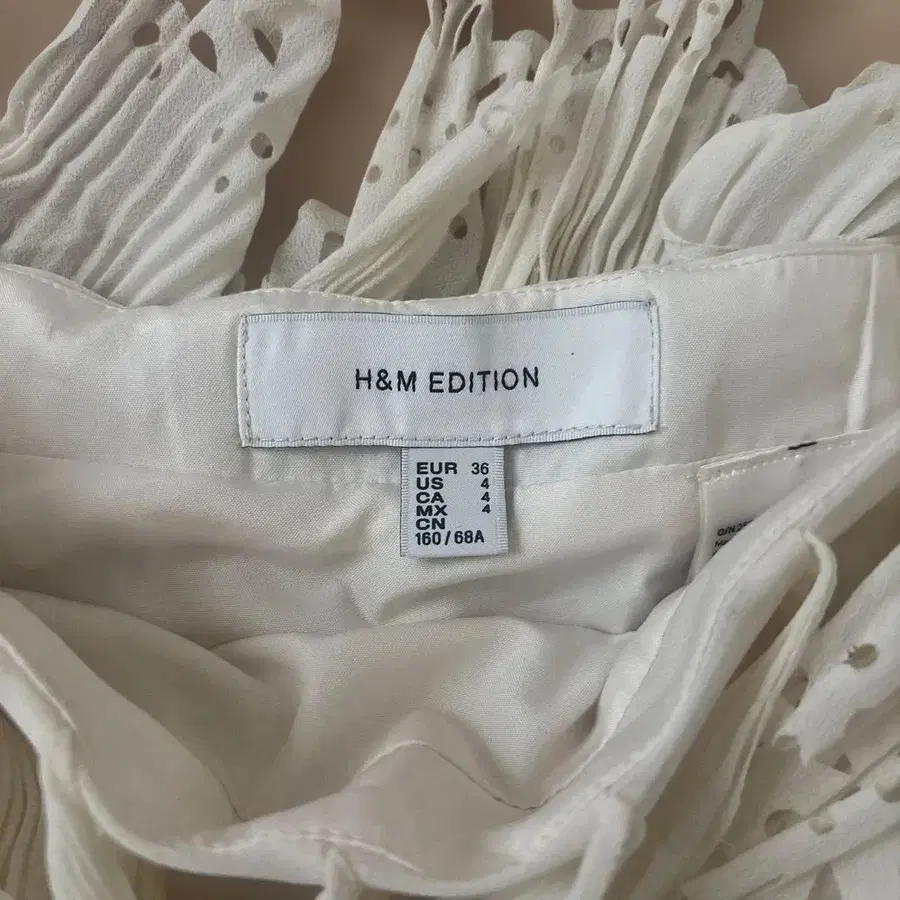 H&M EDITION
EUR 36
US 4
CA 4
MX 4
CN
160/68A